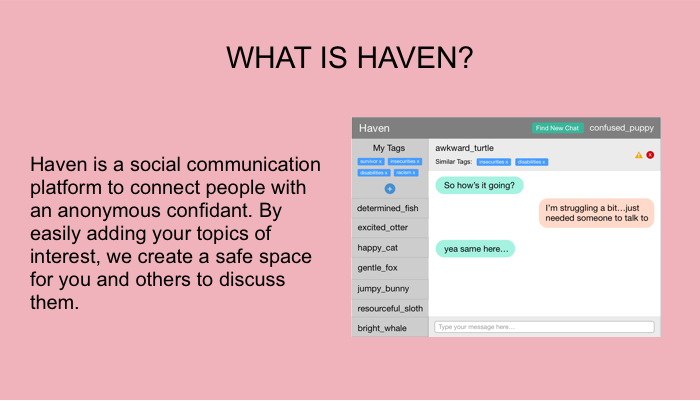 WHAT IS HAVEN?
Haven is a social communication
platform to connect people with
an anonymous confidant. By
easily adding your topics of
interest, we create a safe space
for you and others to discuss
them.
Haven
Find New Chat
confused_puppy
My Tags
survivor x
insecurities x
disabilities x
racism x
determined_fish
excited_otter
happy_cat
gentle_fox
jumpy_bunny
resourceful_sloth
bright_whale
awkward_turtle
Similar Tags:
insecurities x
disabilities x
So how's it going?
I'm struggling a bit…just
needed someone to talk to
yea same here…
Type your message here...